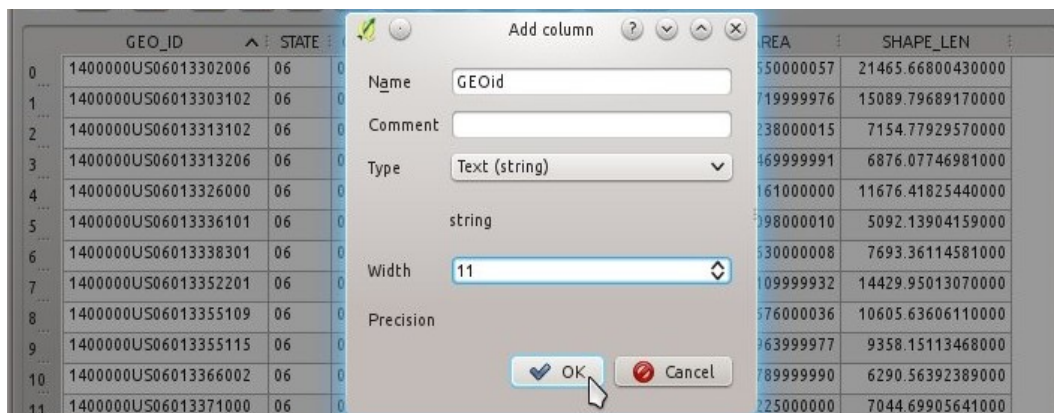 GEO_ID STATE Add column REA SHAPE_LEN
0 1400000US06013302006 06 550000057 21465.66800430000
1 1400000US06013303102 06 719999976 15089.79689170000
2 1400000US06013313102 06 238000015 7154.77929570000
3 1400000US06013313206 06 469999991 6876.07746981000
4 1400000US06013326000 06 161000000 11676.41825440000
5 1400000US06013336101 06 098000010 5092.13904159000
6 1400000US06013338301 06 630000008 7693.36114581000
7 1400000US06013352201 06 109999932 14429.95013070000
8 1400000US06013355109 06 676000036 10605.63606110000
9 1400000US06013355115 06 963999977 9358.15113468000
10 1400000US06013366002 06 789999990 6290.56392389000
11 1400000US06013371000 06 225000000 7044.69905641000
Name GEOid
Comment
Type Text (string)
string
Width 11
Precision
OK Cancel